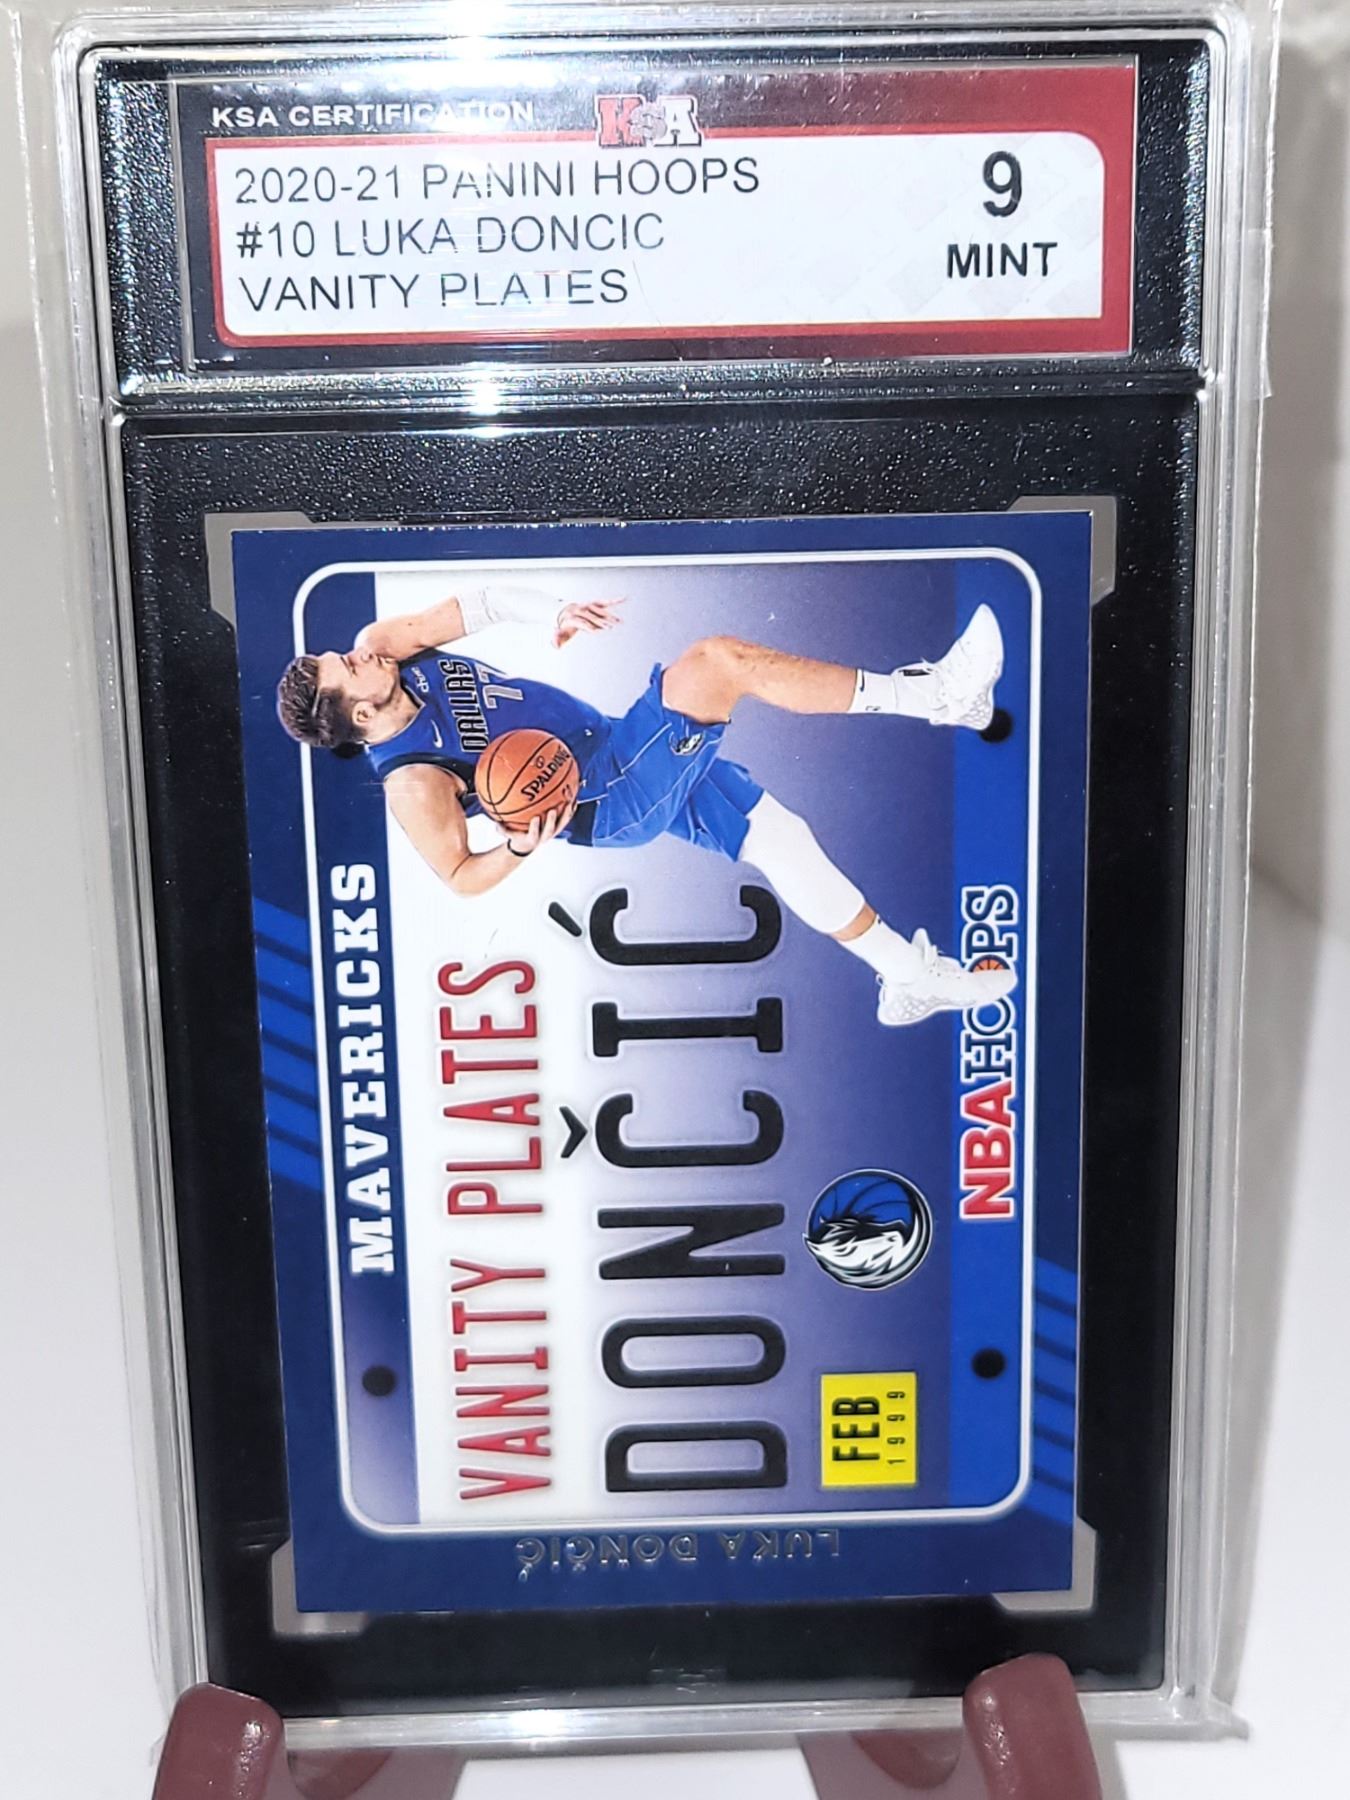 KSA CERTIFICATION
KSA
2020-21 PANINI HOOPS
#10 LUKA DONCIC
VANITY PLATES
9
MINT
MAVERICKS
VANITY PLATES
DONČIĆ
FEB
1999
NBA HOOPS
LUKA DONČIĆ
DALLAS
77
SPALDING